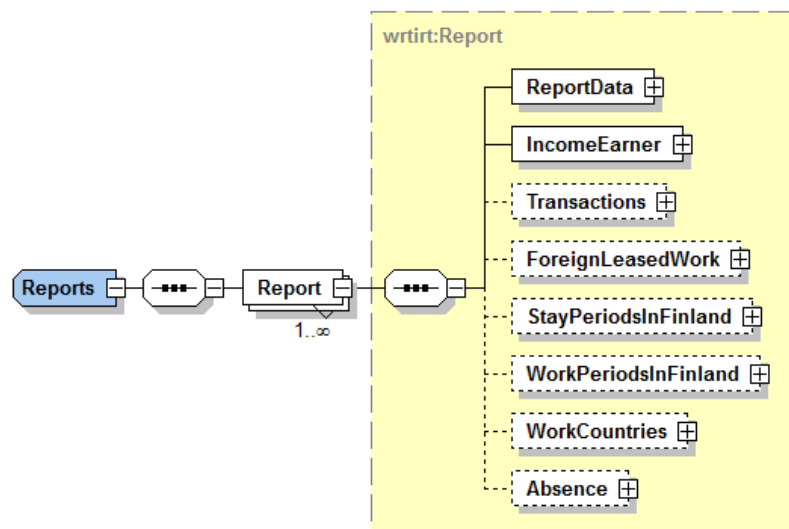 wrtirt:Report
ReportData
IncomeEarner
Transactions
ForeignLeasedWork
Reports
Report
1..∞
StayPeriodsInFinland
WorkPeriodsInFinland
WorkCountries
Absence